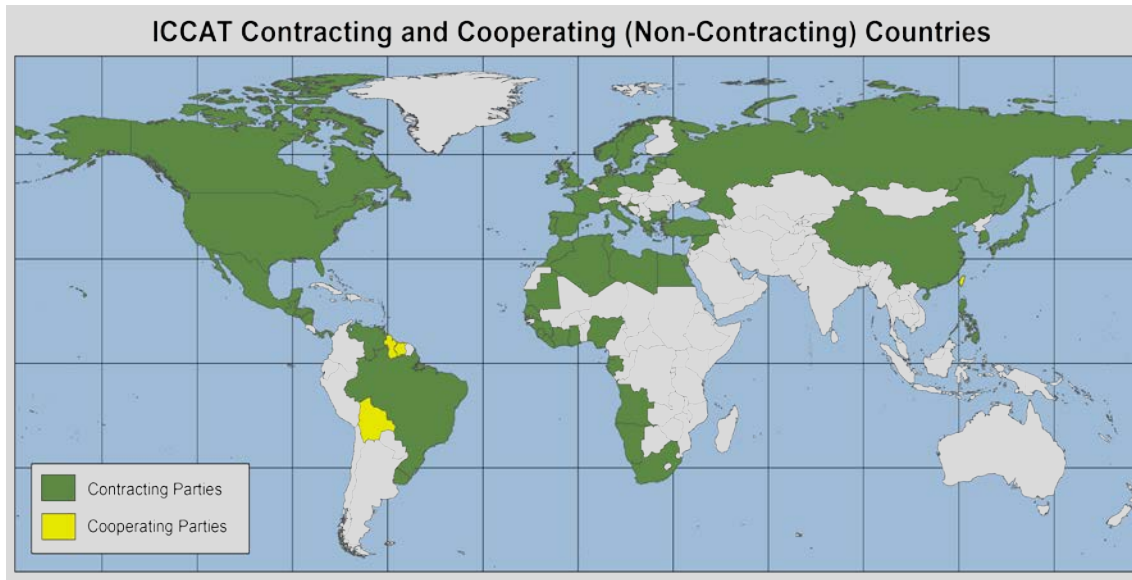 ICCAT Contracting and Cooperating (Non-Contracting) Countries
Contracting Parties
Cooperating Parties